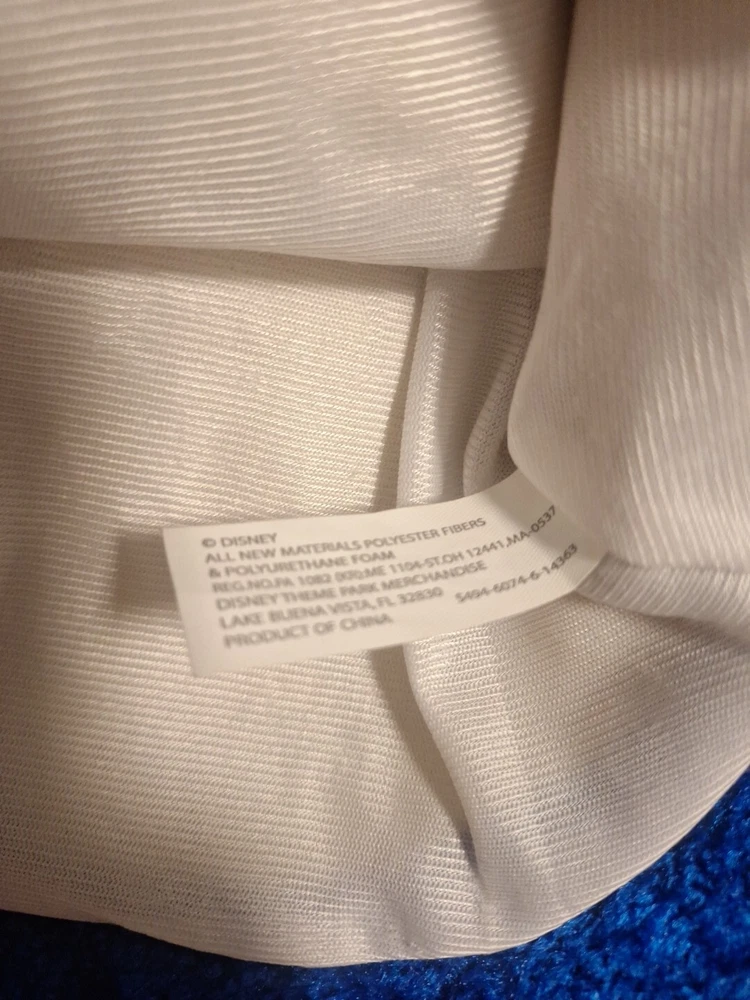 © DISNEY
ALL NEW MATERIALS POLYESTER FIBERS
& POLYURETHANE FOAM
REG.NO.PA 1082 (KR);ME 1104-ST.OH 12441,MA-0537
DISNEY THEME PARK MERCHANDISE
LAKE BUENA VISTA, FL 32830 5494-6074-6-14363
PRODUCT OF CHINA